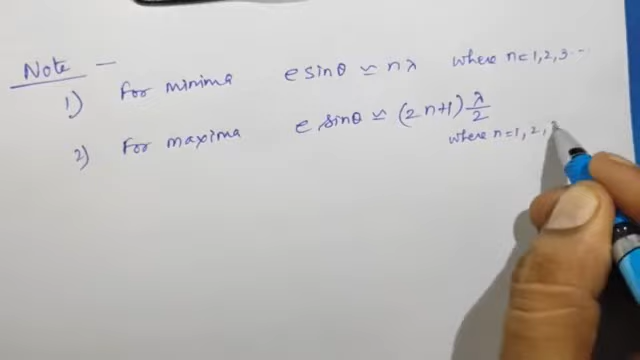 Note -
1) For minima e sinθ ≃ nλ where n=1,2,3...
2) For maxima e sinθ ≃ (2n+1) λ/2
where n=1, 2,